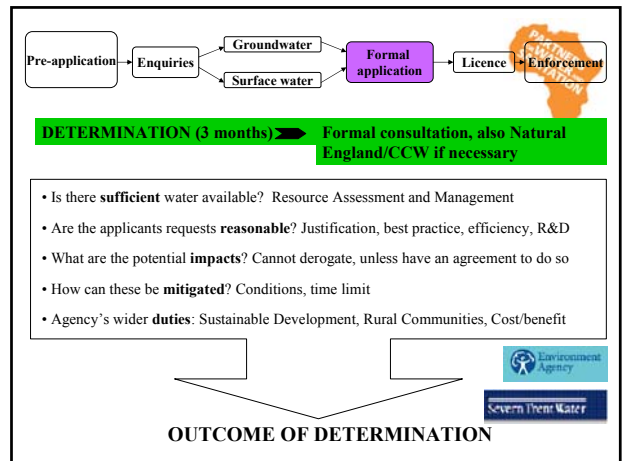 Pre-application
Enquiries
Groundwater
Surface water
Formal
application
Licence
Enforcement
PARTNERS
WATER
SANITATION
DETERMINATION (3 months)
Formal consultation, also Natural
England/CCW if necessary
• Is there sufficient water available? Resource Assessment and Management
• Are the applicants requests reasonable? Justification, best practice, efficiency, R&D
• What are the potential impacts? Cannot derogate, unless have an agreement to do so
• How can these be mitigated? Conditions, time limit
• Agency's wider duties: Sustainable Development, Rural Communities, Cost/benefit
Environment
Agency
Severn Trent Water
OUTCOME OF DETERMINATION